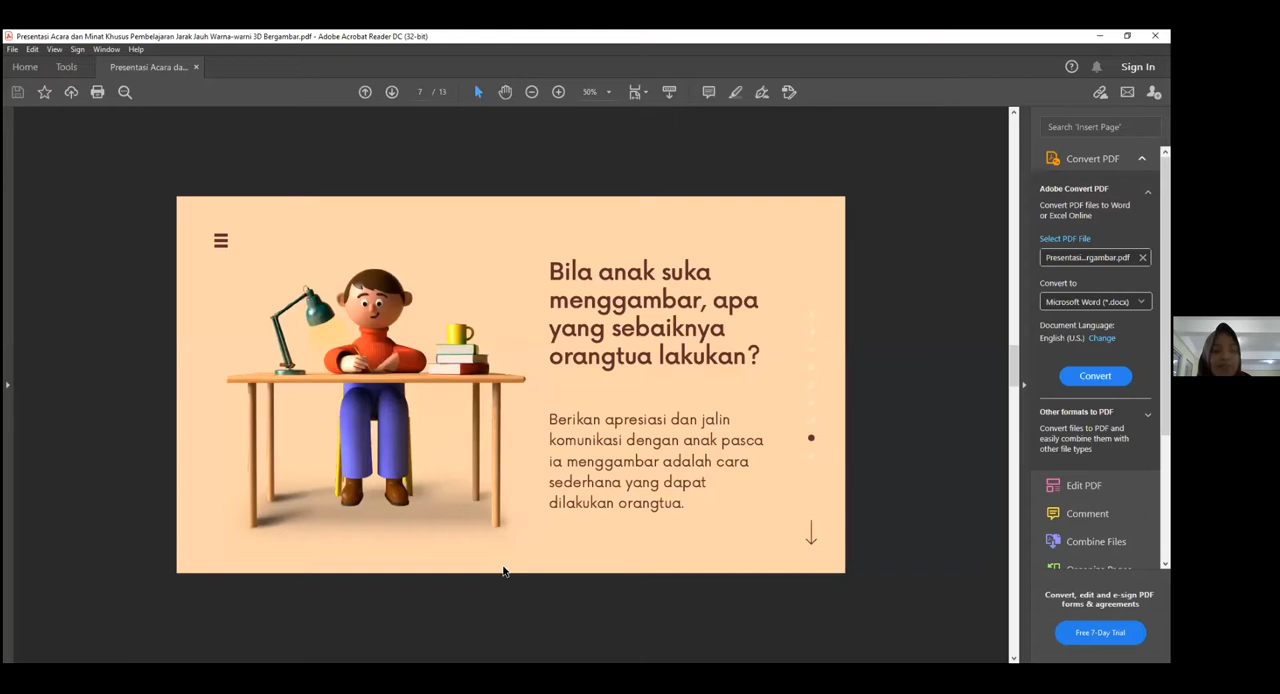 Presentasi Acara dan Minat Khusus Pembelajaran Jarak Jauh Warna-warni 3D Bergambar.pdf - Adobe Acrobat Reader DC (32-bit)
File Edit View Sign Window Help
Home Tools Presentasi Acara da... Sign In
7 / 13 50%
Search 'Insert Page'
Convert PDF
Adobe Convert PDF
Convert PDF files to Word
or Excel Online
Select PDF File
Presentasi...rgambar.pdf
Convert to
Microsoft Word (*.docx)
Document Language:
English (U.S.) Change
Convert
Other formats to PDF
Convert files to PDF and
easily combine them with
other file types
Edit PDF
Comment
Combine Files
Convert, edit and e-sign PDF
forms & agreements
Free 7-Day Trial
Bila anak suka
menggambar, apa
yang sebaiknya
orangtua lakukan?
Berikan apresiasi dan jalin
komunikasi dengan anak pasca
ia menggambar adalah cara
sederhana yang dapat
dilakukan orangtua.